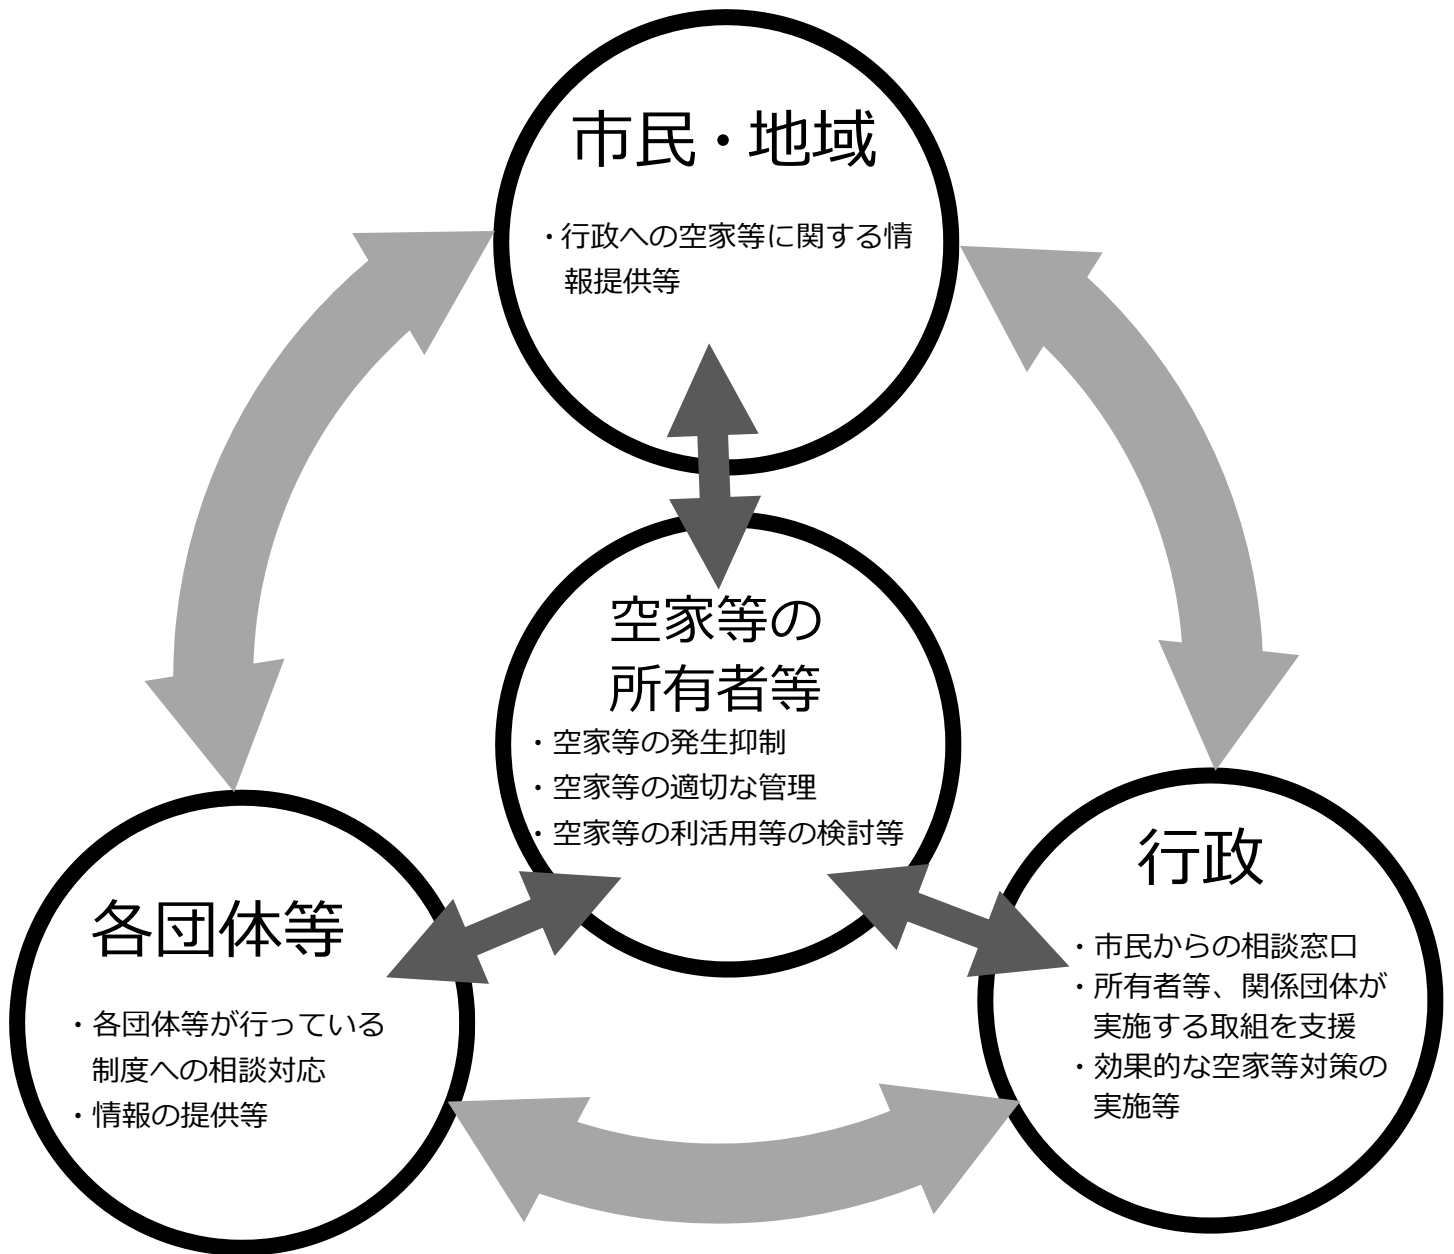 市民・地域
・行政への空家等に関する情
報提供等
空家等の
所有者等
・空家等の発生抑制
・空家等の適切な管理
・空家等の利活用等の検討等
各団体等
・各団体等が行っている
制度への相談対応
・情報の提供等
行政
・市民からの相談窓口
・所有者等、関係団体が
実施する取組を支援
・効果的な空家等対策の
実施等